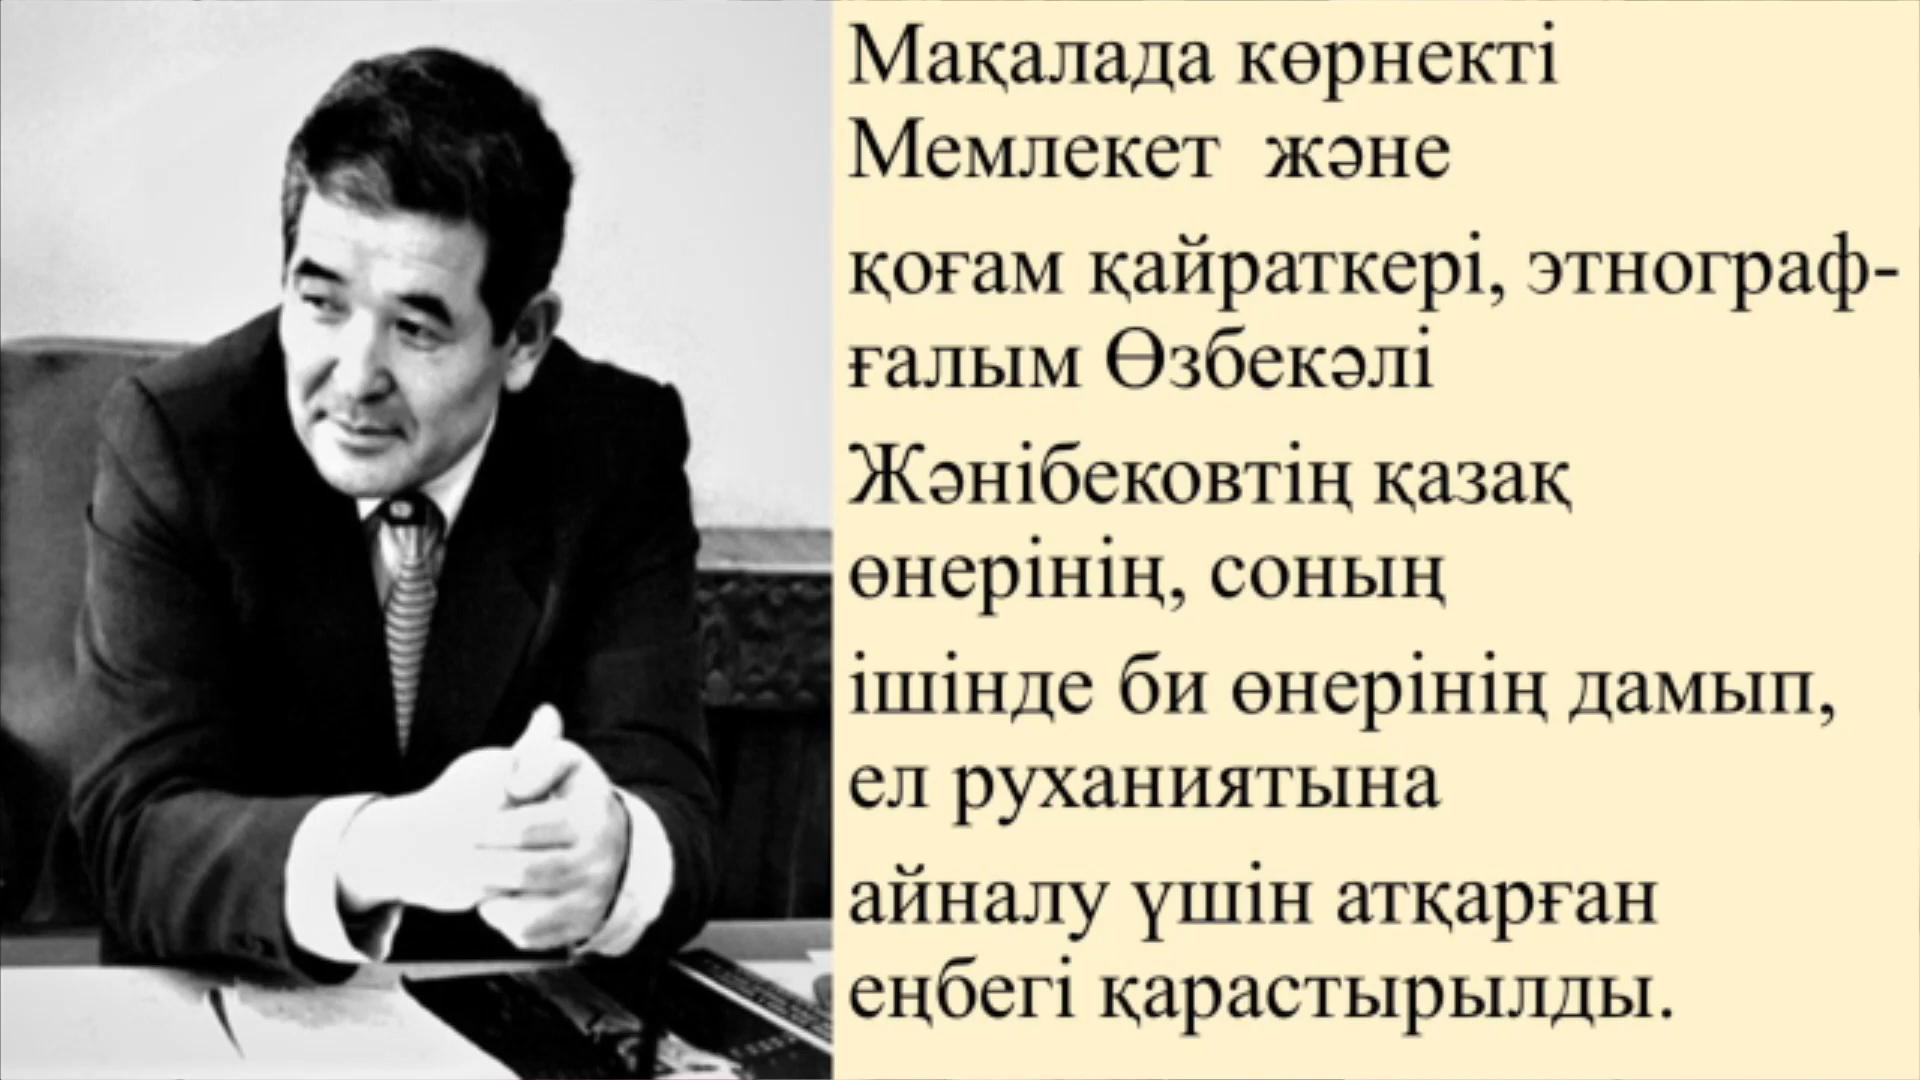 Мақалада көрнекті
Мемлекет және
қоғам қайраткері, этнограф-
ғалым Өзбекәлі
Жәнібековтің қазақ
өнерінің, соның
ішінде би өнерінің дамып,
ел руханиятына
айналу үшін атқарған
еңбегі қарастырылды.